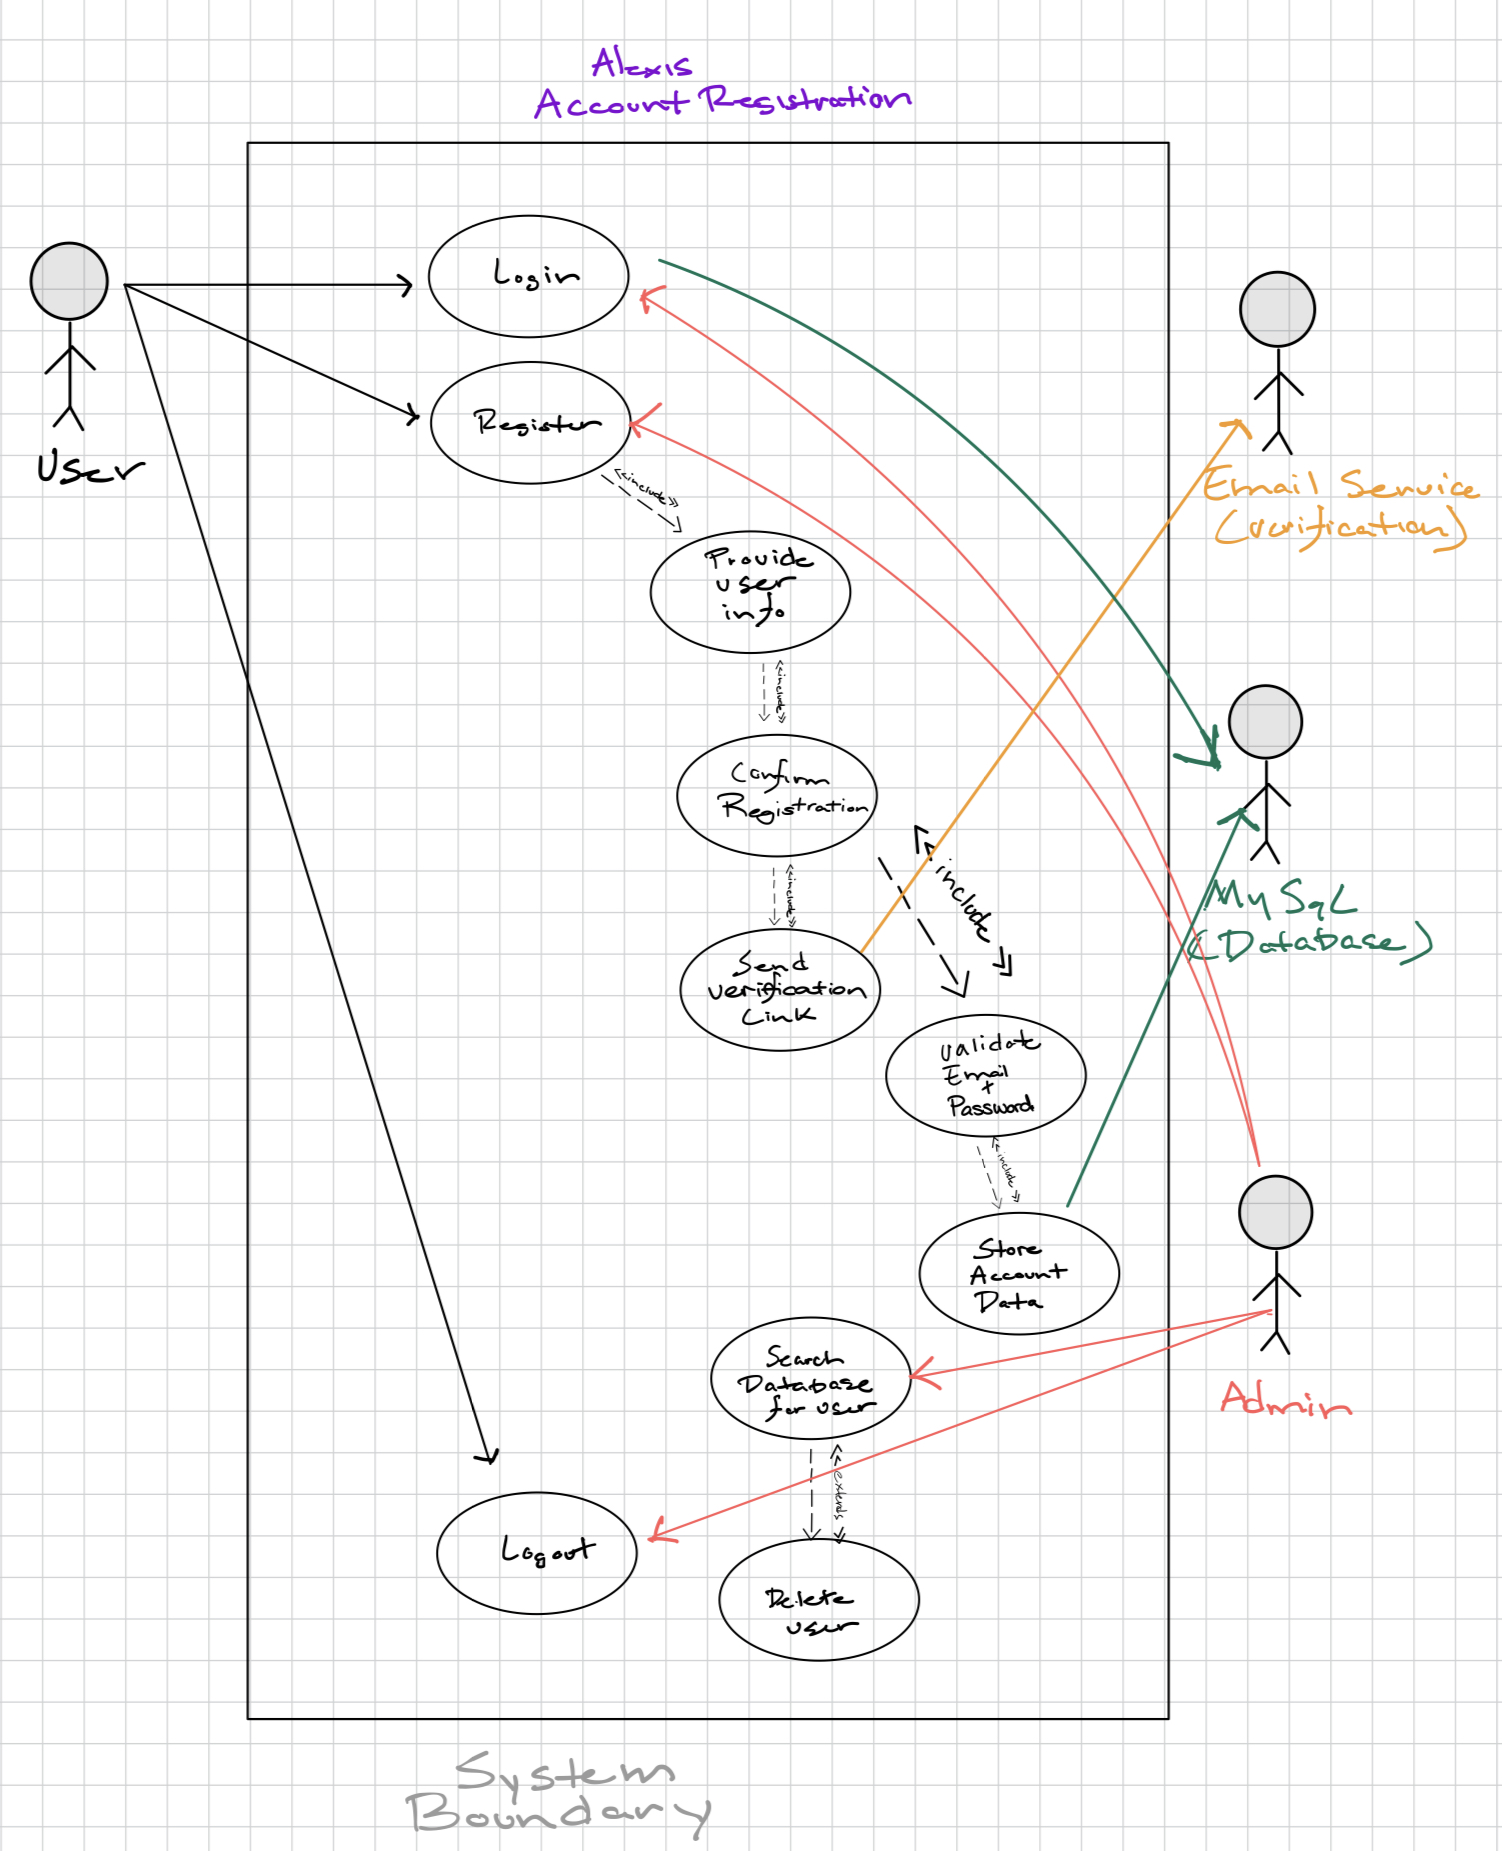 Alexis
Account Registration
Login
Register
User
<<include>>
Email Service
(verification)
Provide
user
info
<<include>>
Confirm
Registration
<<include>>
<<include>>
MySqL
(Database)
Send
verification
Link
Validate
Email
+
Password
<<include>>
Store
Account
Data
Search
Database
for user
Admin
<<extends>>
Logout
Delete
user
System
Boundary